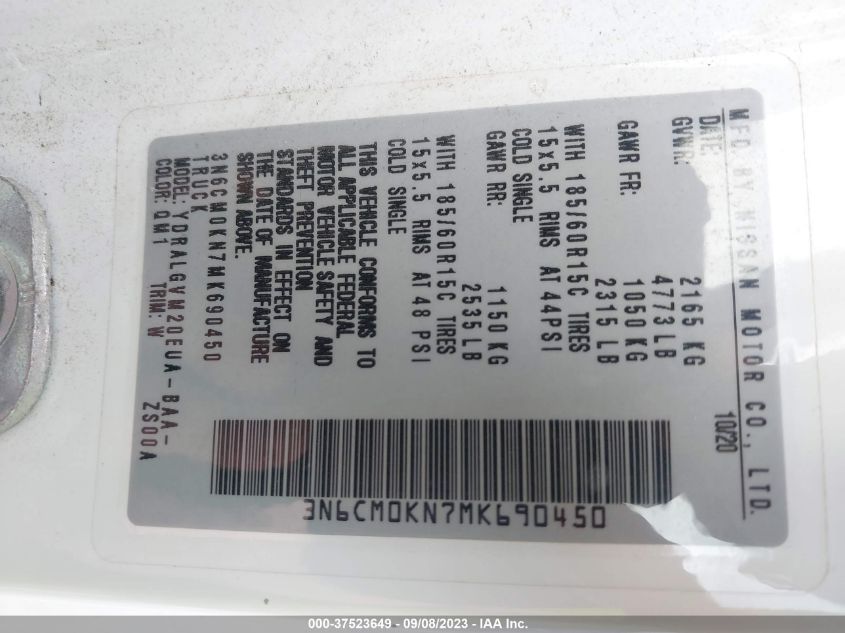 MFD BY NISSAN MOTOR CO., LTD.
DATE: 10/20
GVWR: 2165 KG
4773 LB
GAWR FR: 1050 KG
2315 LB
WITH 185/60R15C TIRES
15x5.5 RIMS AT 44PSI
COLD SINGLE
GAWR RR: 1150 KG
2535 LB
WITH 185/60R15C TIRES
15x5.5 RIMS AT 48 PSI
COLD SINGLE
THIS VEHICLE CONFORMS TO
ALL APPLICABLE FEDERAL
MOTOR VEHICLE SAFETY AND
THEFT PREVENTION
STANDARDS IN EFFECT ON
THE DATE OF MANUFACTURE
SHOWN ABOVE.
3N6CM0KN7MK690450
TRUCK
MODEL: YDRALGVM20EUA-BAA-
ZS00A
COLOR: QM1 TRIM: W
3N6CM0KN7MK690450
000-37523649 - 09/08/2023 - IAA Inc.